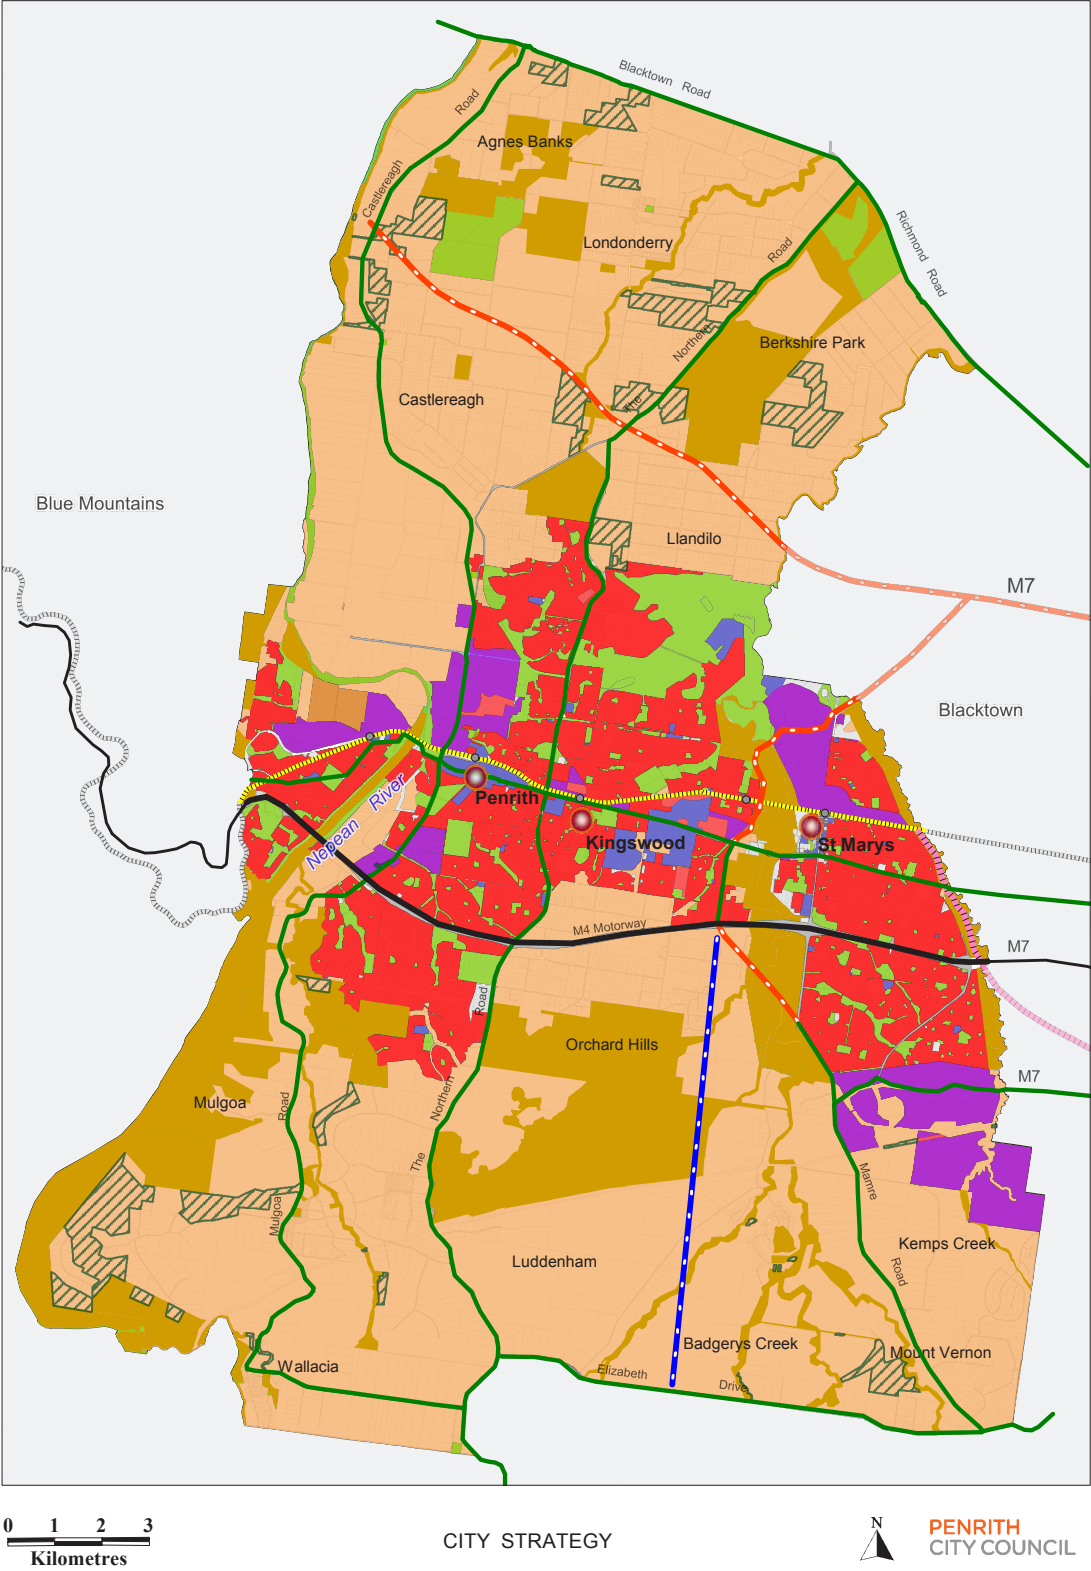 Blacktown Road
Road
Agnes Banks
Castlereagh
Londonderry
Road
Richmond Road
Northern
Berkshire Park
The
Castlereagh
Blue Mountains
Llandilo
M7
Blacktown
Nepean River
Penrith
Kingswood
St Marys
M4 Motorway
M7
Road
Orchard Hills
M7
Mulgoa
Road
Northern
The
Mamre
Mulgoa
Kemps Creek
Luddenham
Road
Badgerys Creek
Mount Vernon
Wallacia
Elizabeth
Drive
0 1 2 3
Kilometres
CITY STRATEGY
N
PENRITH
CITY COUNCIL